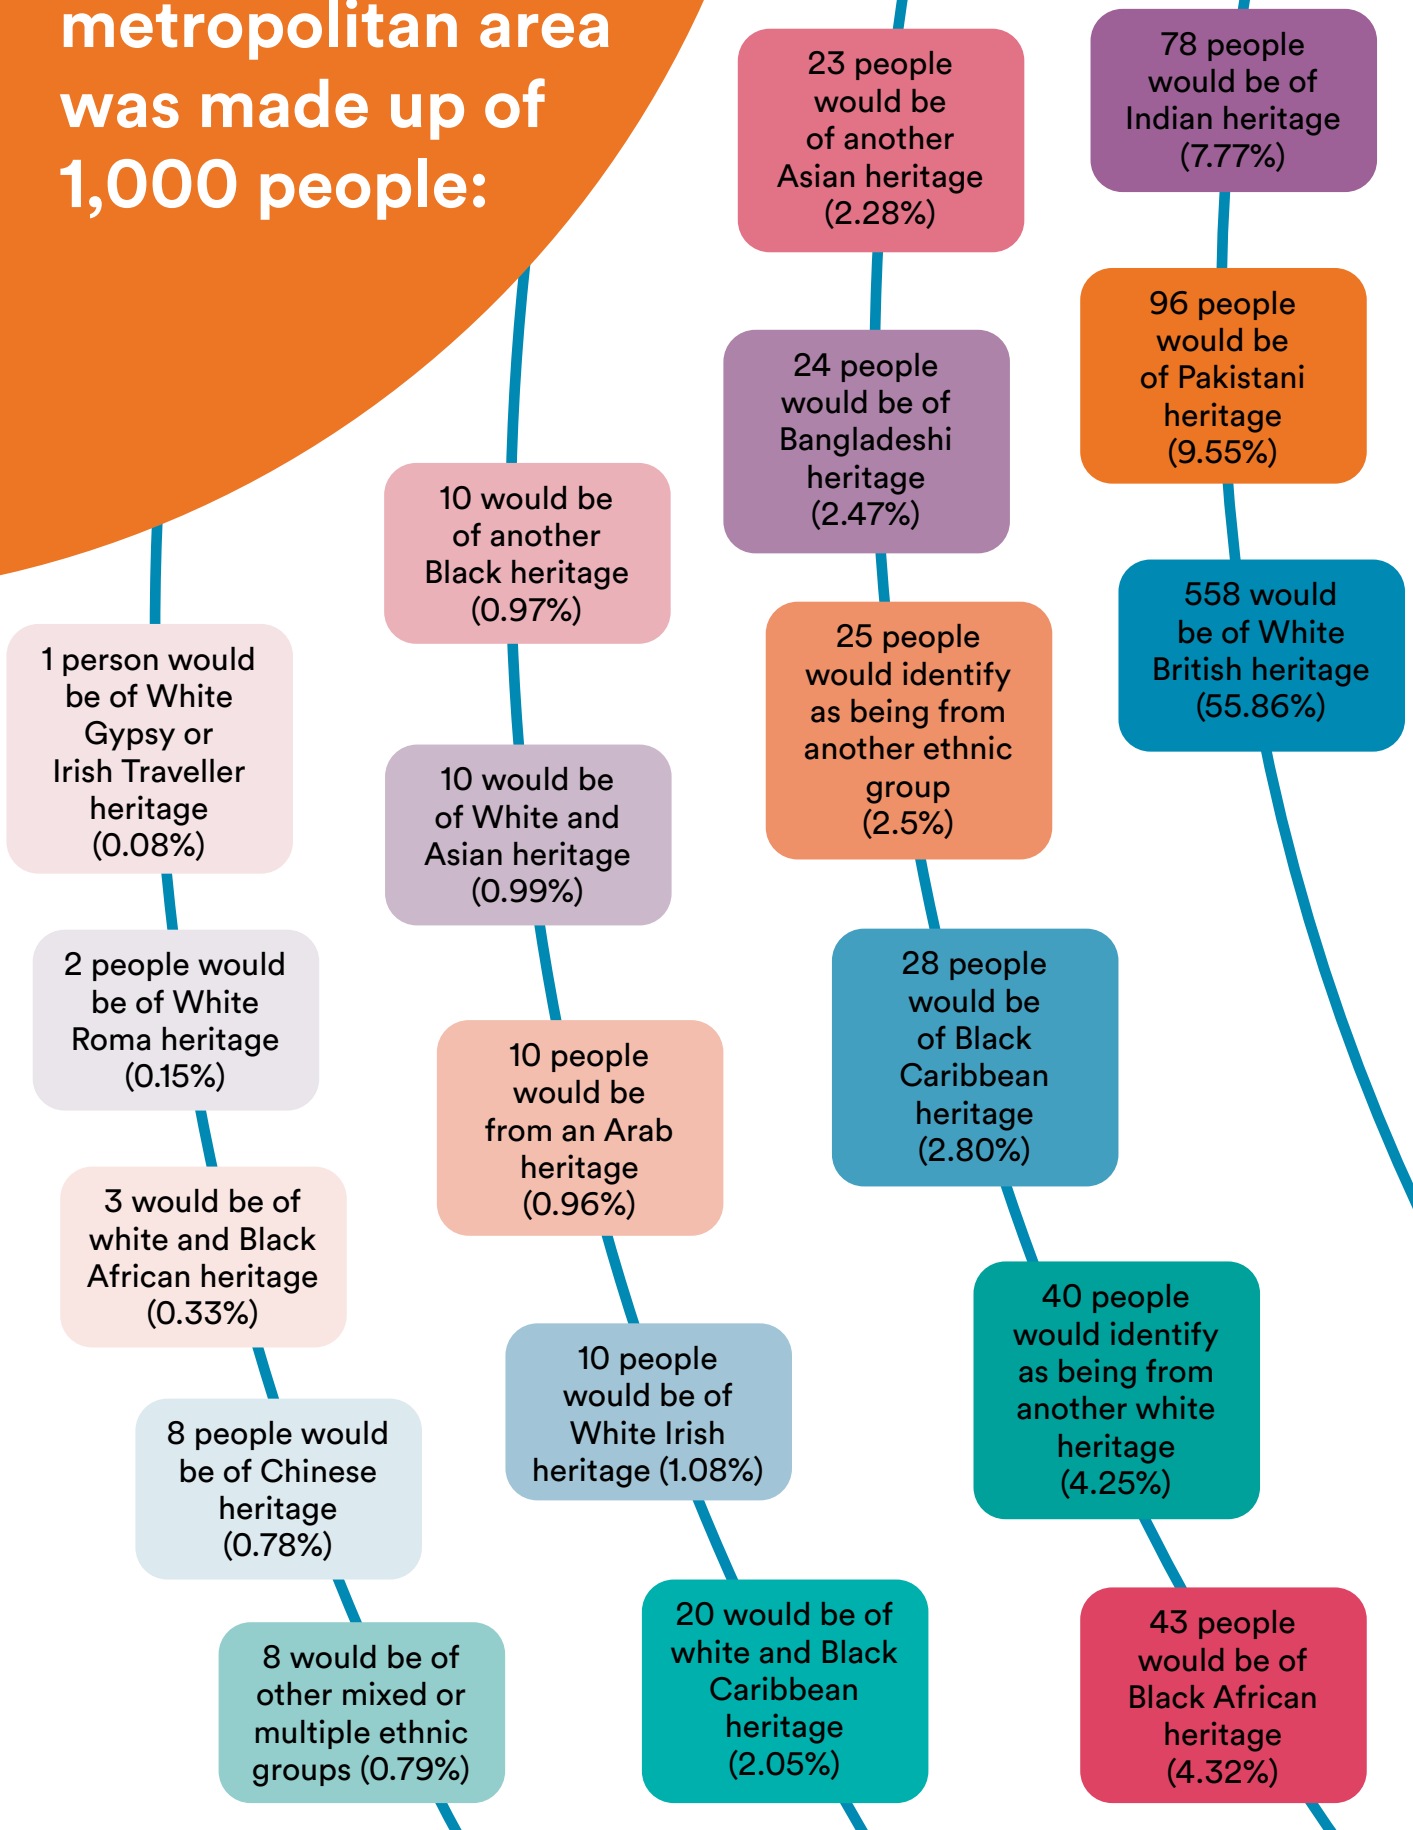 metropolitan area
was made up of
1,000 people:
1 person would
be of White
Gypsy or
Irish Traveller
heritage
(0.08%)
2 people would
be of White
Roma heritage
(0.15%)
3 would be of
white and Black
African heritage
(0.33%)
8 people would
be of Chinese
heritage
(0.78%)
8 would be of
other mixed or
multiple ethnic
groups (0.79%)
10 would be
of another
Black heritage
(0.97%)
10 would be
of White and
Asian heritage
(0.99%)
10 people
would be
from an Arab
heritage
(0.96%)
10 people
would be of
White Irish
heritage (1.08%)
20 would be of
white and Black
Caribbean
heritage
(2.05%)
23 people
would be
of another
Asian heritage
(2.28%)
24 people
would be of
Bangladeshi
heritage
(2.47%)
25 people
would identify
as being from
another ethnic
group
(2.5%)
28 people
would be
of Black
Caribbean
heritage
(2.80%)
40 people
would identify
as being from
another white
heritage
(4.25%)
43 people
would be of
Black African
heritage
(4.32%)
78 people
would be of
Indian heritage
(7.77%)
96 people
would be
of Pakistani
heritage
(9.55%)
558 would
be of White
British heritage
(55.86%)